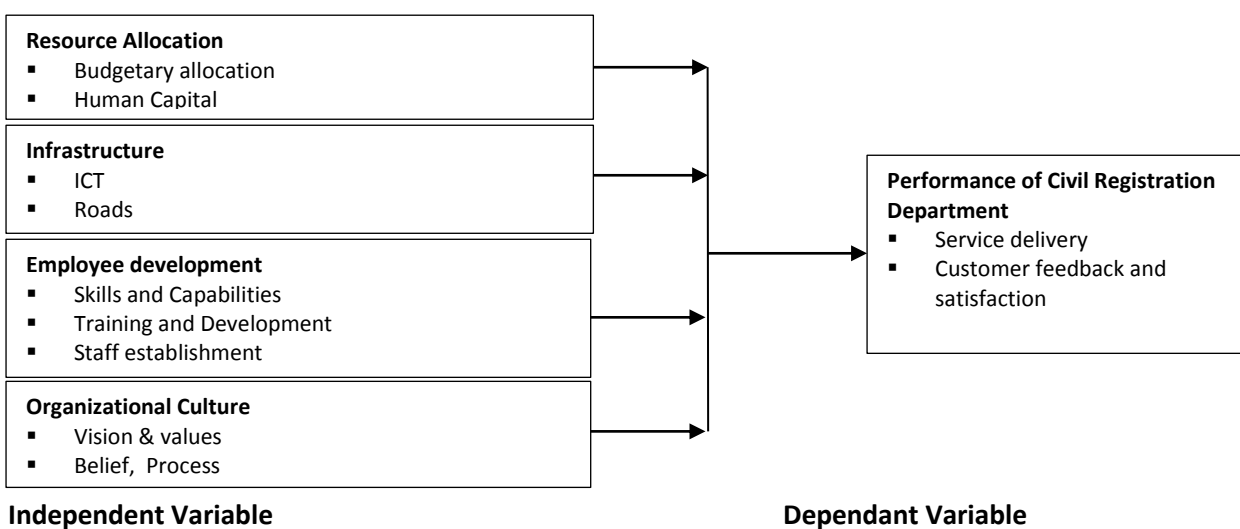 Resource Allocation
▪ Budgetary allocation
▪ Human Capital
Infrastructure
▪ ICT
▪ Roads
Employee development
▪ Skills and Capabilities
▪ Training and Development
▪ Staff establishment
Organizational Culture
▪ Vision & values
▪ Belief, Process
Performance of Civil Registration
Department
▪ Service delivery
▪ Customer feedback and
satisfaction
Independent Variable
Dependant Variable